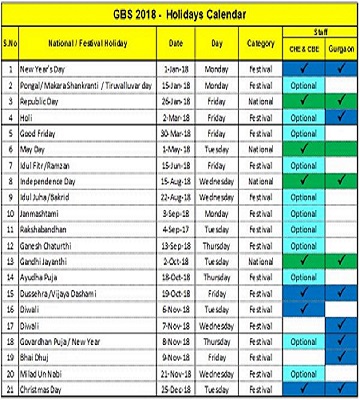 GBS 2018 - Holidays Calendar
S.No National / Festival Holiday Date Day Category Staff
CHE & CBE Gurgaon
1 New Year's Day 1-Jan-18 Monday Festival ✓ ✓
2 Pongal/ Makara Shankranti / Tiruvalluvar day 15-Jan-18 Monday Festival Optional
3 Republic Day 26-Jan-18 Friday National ✓ ✓
4 Holi 2-Mar-18 Friday Festival Optional ✓
5 Good Friday 30-Mar-18 Friday Festival Optional
6 May Day 1-May-18 Tuesday National ✓
7 Idul Fitr/Ramzan 15-Jun-18 Friday Festival Optional
8 Independence Day 15-Aug-18 Wednesday National ✓ ✓
9 Idul Juha/Bakrid 22-Aug-18 Wednesday Festival Optional
10 Janmashtami 3-Sep-18 Monday Festival Optional
11 Rakshabandhan 4-Sep-17 Tuesday Festival Optional
12 Ganesh Chaturthi 13-Sep-18 Thursday Festival Optional
13 Gandhi Jayanthi 2-Oct-18 Tuesday National ✓ ✓
14 Ayudha Puja 18-Oct-18 Thursday Festival Optional
15 Dussehra /Vijaya Dashami 19-Oct-18 Friday Festival ✓ ✓
16 Diwali 6-Nov-18 Tuesday Festival ✓
17 Diwali 7-Nov-18 Wednesday Festival ✓
18 Govardhan Puja / New Year 8-Nov-18 Thursday Festival Optional ✓
19 Bhai Dhuj 9-Nov-18 Friday Festival ✓
20 Milad Un Nabi 21-Nov-18 Wednesday Festival Optional
21 Christmas Day 25-Dec-18 Tuesday Festival ✓ ✓